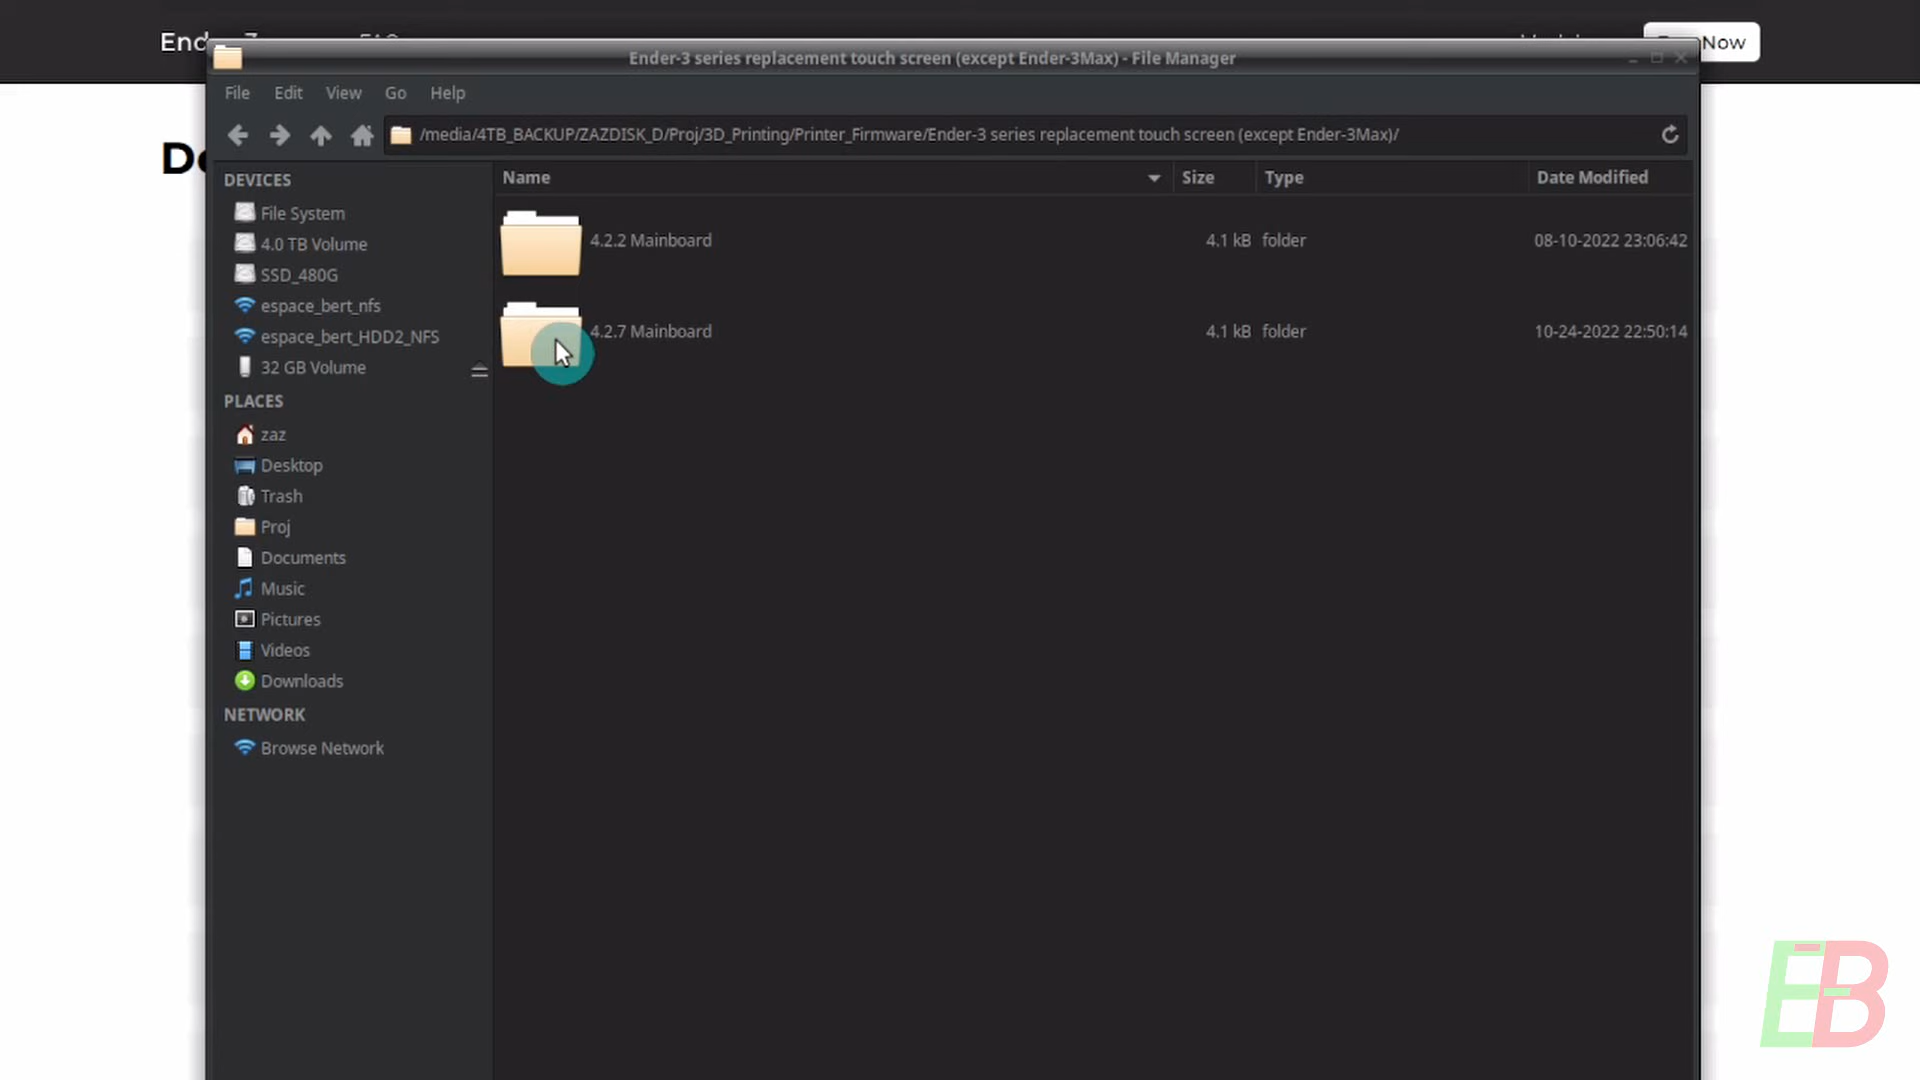 Ende
Now
Ender-3 series replacement touch screen (except Ender-3Max) - File Manager
File Edit View Go Help
/media/4TB_BACKUP/ZAZDISK_D/Proj/3D_Printing/Printer_Firmware/Ender-3 series replacement touch screen (except Ender-3Max)/
DEVICES
File System
4.0 TB Volume
SSD_480G
espace_bert_nfs
espace_bert_HDD2_NFS
32 GB Volume
PLACES
zaz
Desktop
Trash
Proj
Documents
Music
Pictures
Videos
Downloads
NETWORK
Browse Network
Name Size Type Date Modified
4.2.2 Mainboard 4.1 kB folder 08-10-2022 23:06:42
4.2.7 Mainboard 4.1 kB folder 10-24-2022 22:50:14
EB